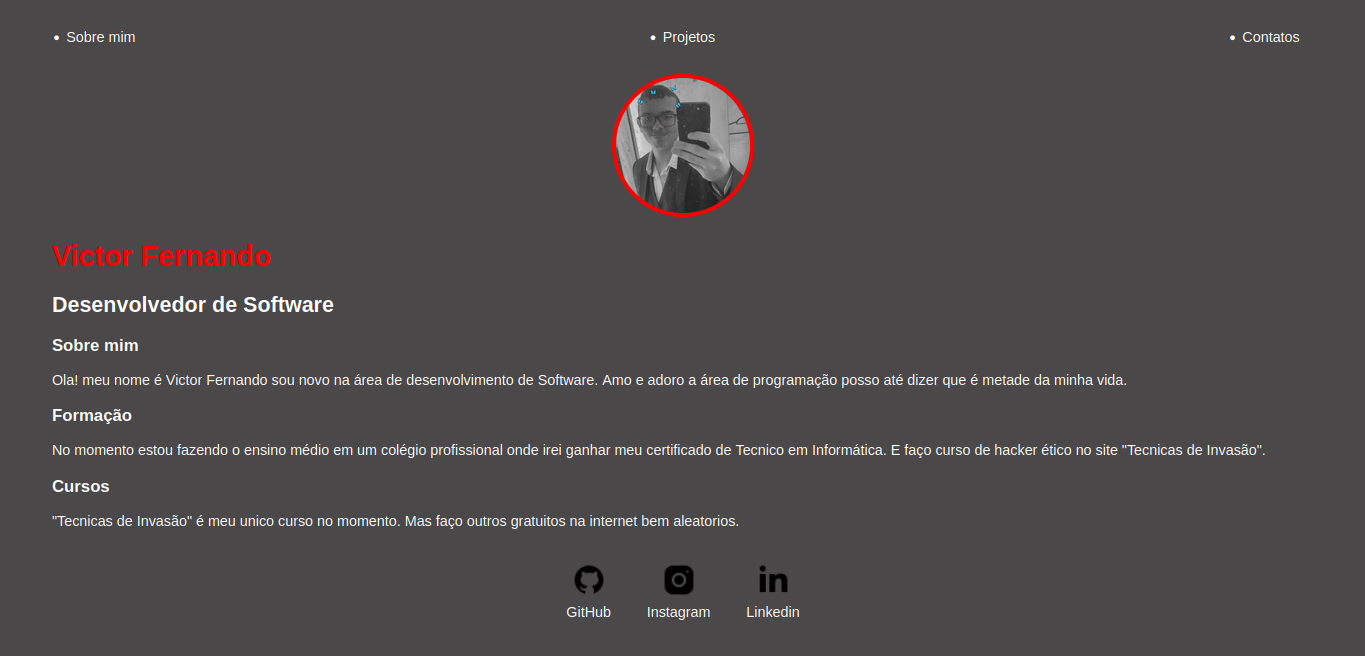 Sobre mim
Projetos
Contatos
Victor Fernando
Desenvolvedor de Software
Sobre mim
Ola! meu nome é Victor Fernando sou novo na área de desenvolvimento de Software. Amo e adoro a área de programação posso até dizer que é metade da minha vida.
Formação
No momento estou fazendo o ensino médio em um colégio profissional onde irei ganhar meu certificado de Tecnico em Informática. E faço curso de hacker ético no site "Tecnicas de Invasão".
Cursos
"Tecnicas de Invasão" é meu unico curso no momento. Mas faço outros gratuitos na internet bem aleatorios.
in
GitHub
Instagram
Linkedin